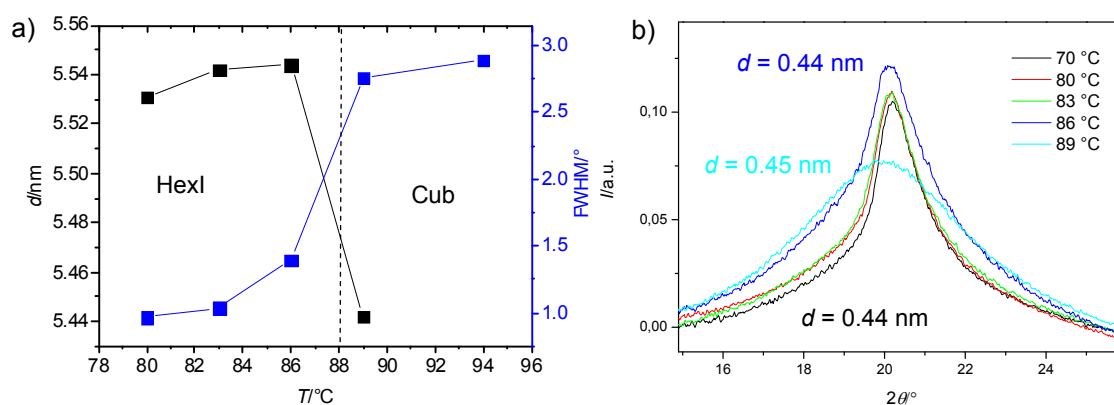 a)
5.56
5.54
5.52
5.50
5.48
5.46
5.44
d/nm
78 80 82 84 86 88 90 92 94 96
T/°C
3.0
2.5
2.0
1.5
1.0
FWHM/°
HexI
Cub
b)
0,10
0,05
0,00
I/a.u.
16 18 20 22 24
2θ/°
d = 0.44 nm
d = 0.45 nm
d = 0.44 nm
70 °C
80 °C
83 °C
86 °C
89 °C